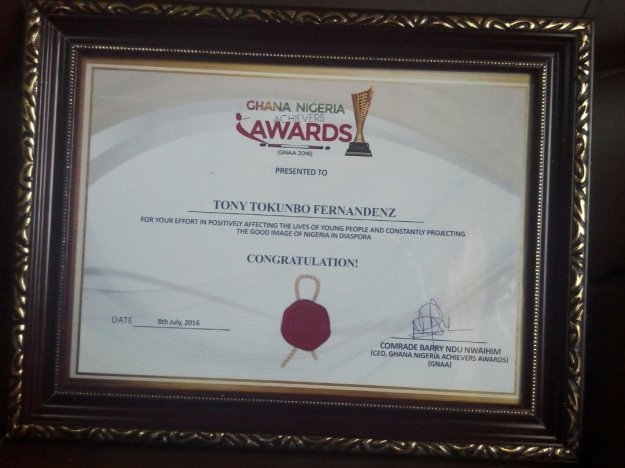 GHANA NIGERIA
ACHIEVERS
AWARDS
(GNAA 2016)
PRESENTED TO
TONY TOKUNBO FERNANDENZ
FOR YOUR EFFORT IN POSITIVELY AFFECTING THE LIVES OF YOUNG PEOPLE AND CONSTANTLY PROJECTING
THE GOOD IMAGE OF NIGERIA IN DIASPORA
CONGRATULATION!
DATE 8th July, 2016
COMRADE BARRY NDU NWAIHIM
(CEO, GHANA NIGERIA ACHIEVERS AWARDS)
(GNAA)